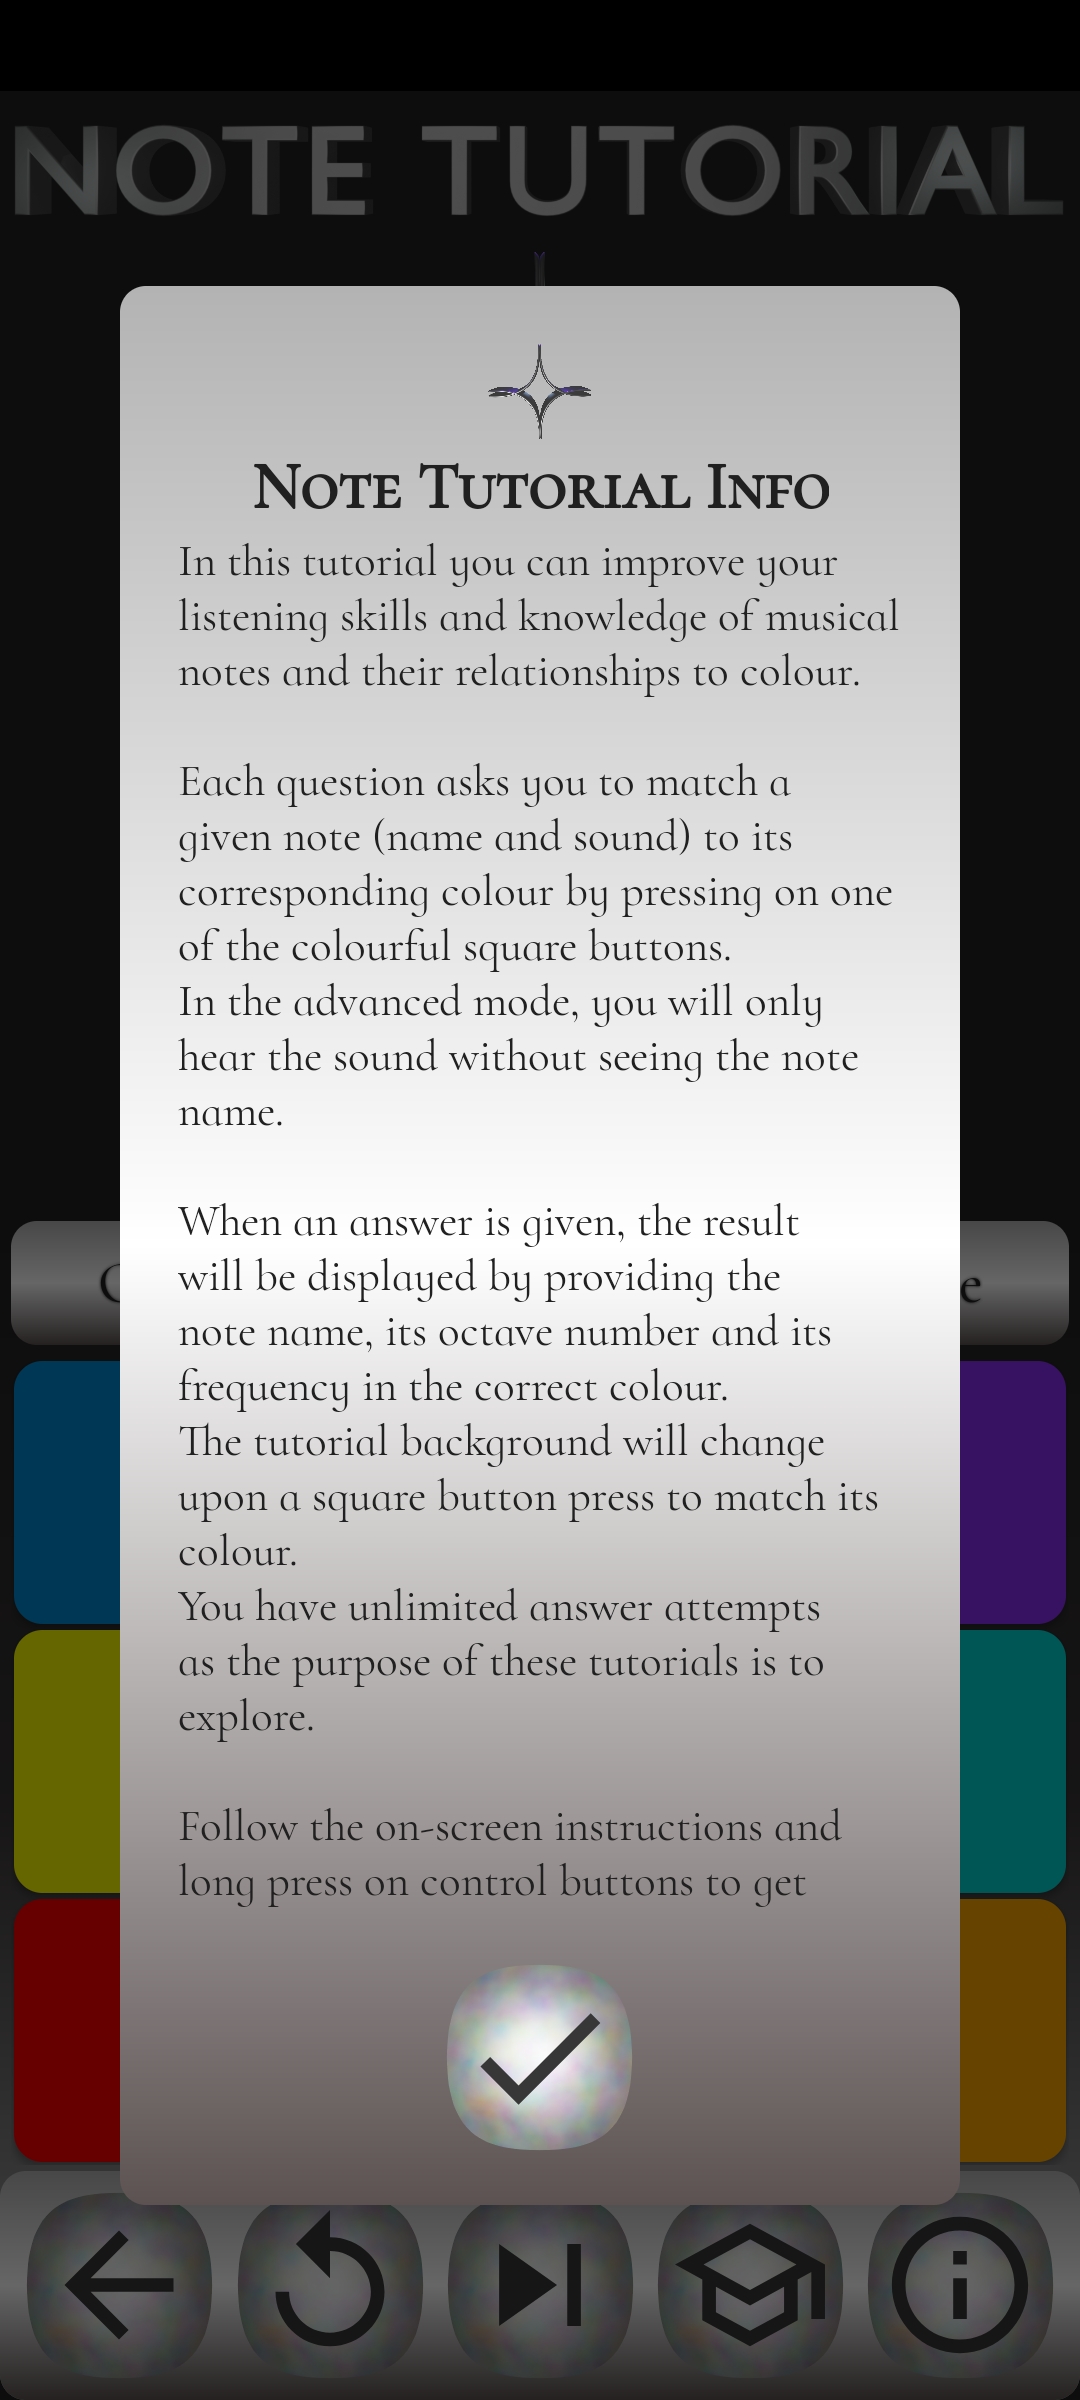 NOTE TUTORIAL
NOTE TUTORIAL INFO
In this tutorial you can improve your
listening skills and knowledge of musical
notes and their relationships to colour.
Each question asks you to match a
given note (name and sound) to its
corresponding colour by pressing on one
of the colourful square buttons.
In the advanced mode, you will only
hear the sound without seeing the note
name.
When an answer is given, the result
will be displayed by providing the
note name, its octave number and its
frequency in the correct colour.
The tutorial background will change
upon a square button press to match its
colour.
You have unlimited answer attempts
as the purpose of these tutorials is to
explore.
Follow the on-screen instructions and
long press on control buttons to get